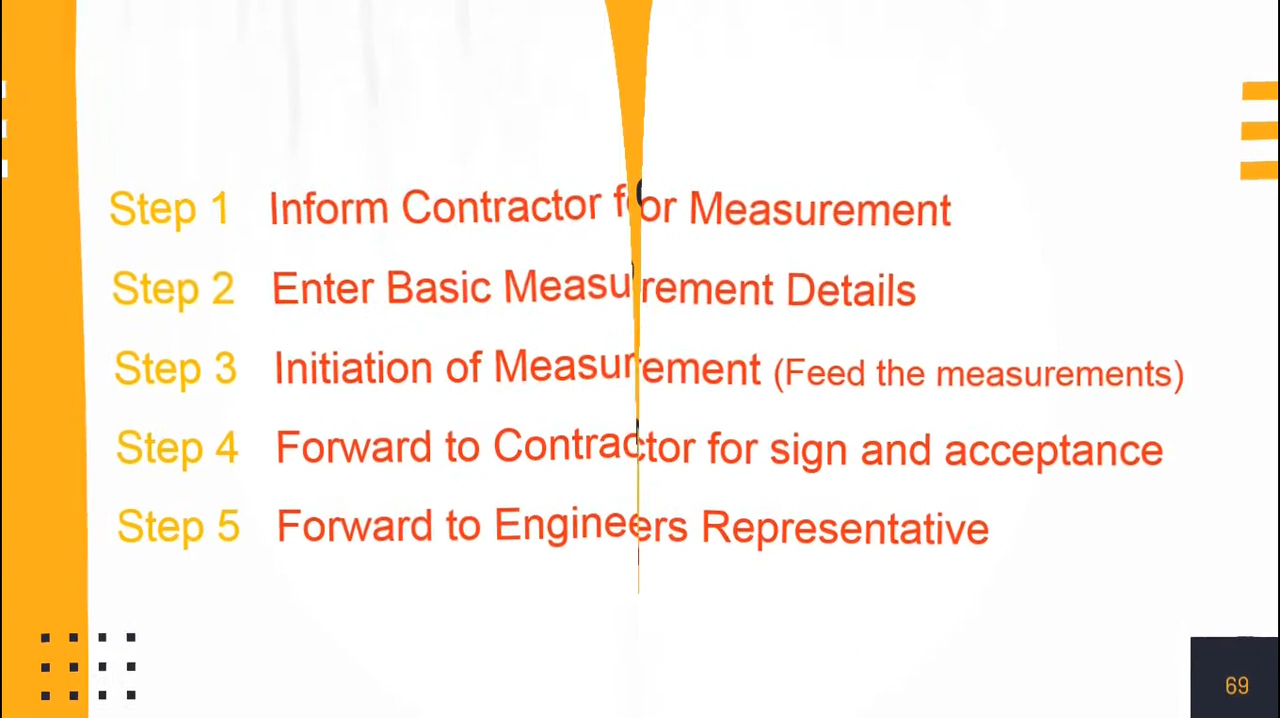 Step 1 Inform Contractor for Measurement
Step 2 Enter Basic Measurement Details
Step 3 Initiation of Measurement (Feed the measurements)
Step 4 Forward to Contractor for sign and acceptance
Step 5 Forward to Engineers Representative
69